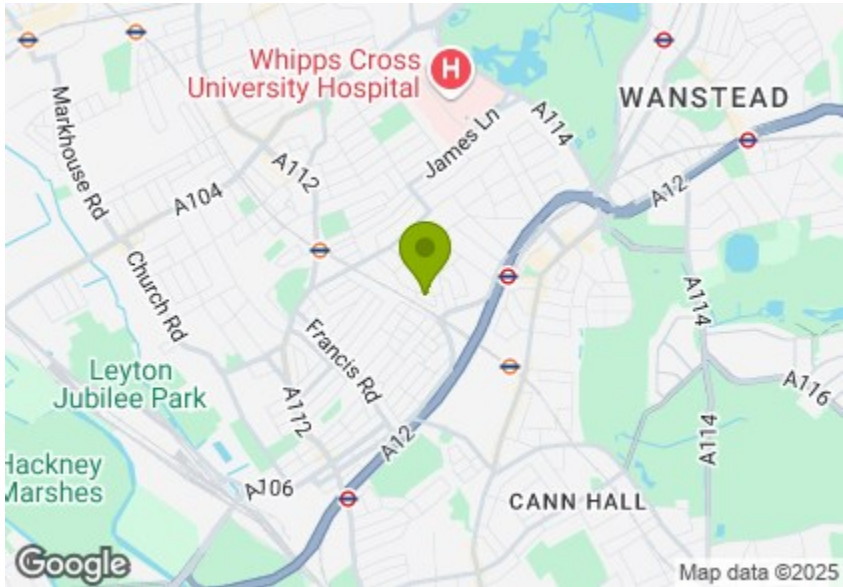 Whipps Cross
University Hospital
H
WANSTEAD
Markhouse Rd
A114
James Ln
A112
A104
A12
Church Rd
A114
Francis Rd
Leyton
Jubilee Park
A116
A112
A12
A114
Hackney
Marshes
A106
CANN HALL
Google
Map data ©2025